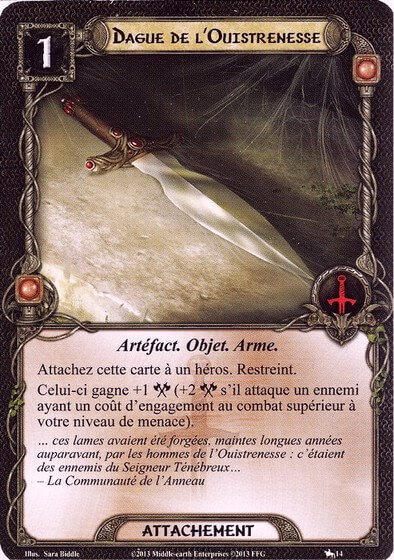 1
DAGUE DE L'OUISTRENESSE
Artéfact. Objet. Arme.
Attachez cette carte à un héros. Restreint.
Celui-ci gagne +1 (+2 s'il attaque un ennemi
ayant un coût d'engagement au combat supérieur à
votre niveau de menace).
... ces lames avaient été forgées, maintes longues années
auparavant, par les hommes de l'Ouistrenesse : c'étaient
des ennemis du Seigneur Ténébreux...
– La Communauté de l'Anneau
ATTACHEMENT
Illus. Sara Biddle
©2013 Middle-earth Enterprises ©2013 FFG
14